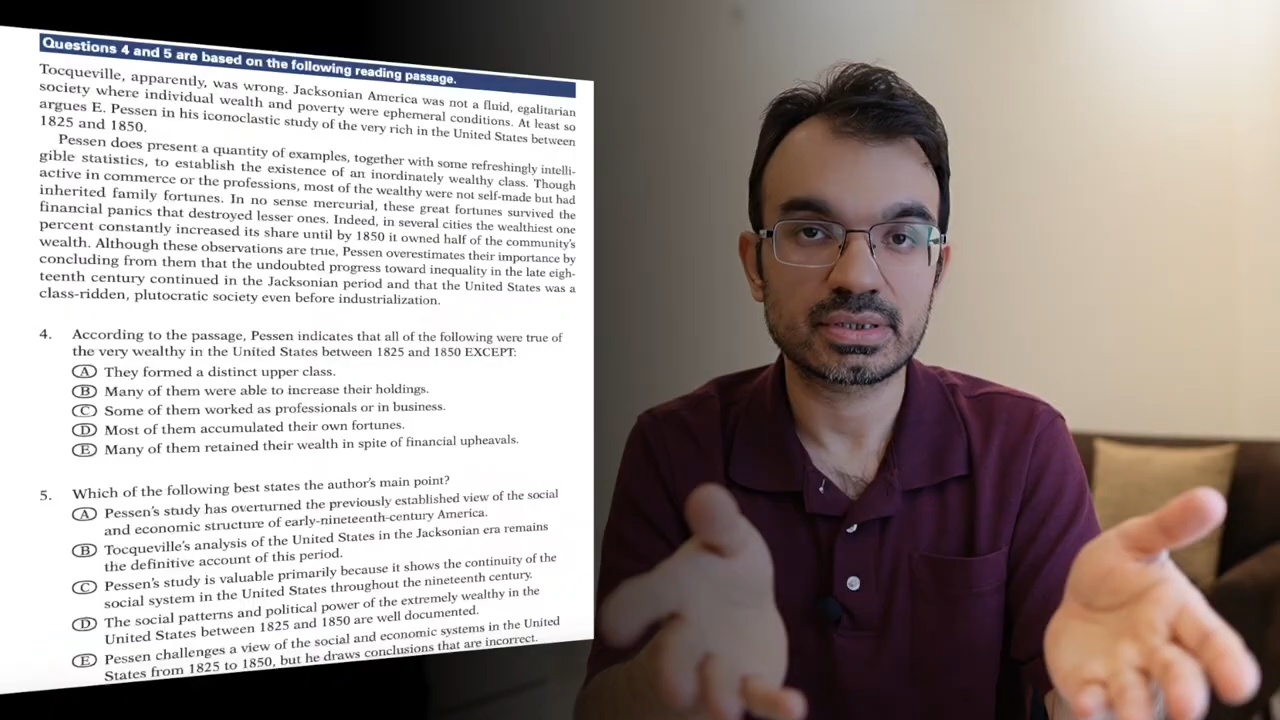 Questions 4 and 5 are based on the following reading passage.
Tocqueville, apparently, was wrong. Jacksonian America was not a fluid, egalitarian
society where individual wealth and poverty were ephemeral conditions. At least so
argues E. Pessen in his iconoclastic study of the very rich in the United States between
1825 and 1850.
Pessen does present a quantity of examples, together with some refreshingly intelli-
gible statistics, to establish the existence of an inordinately wealthy class. Though
active in commerce or the professions, most of the wealthy were not self-made but had
inherited family fortunes. In no sense mercurial, these great fortunes survived the
financial panics that destroyed lesser ones. Indeed, in several cities the wealthiest one
percent constantly increased its share until by 1850 it owned half of the community's
wealth. Although these observations are true, Pessen overestimates their importance by
concluding from them that the undoubted progress toward inequality in the late eigh-
teenth century continued in the Jacksonian period and that the United States was a
class-ridden, plutocratic society even before industrialization.
4. According to the passage, Pessen indicates that all of the following were true of
the very wealthy in the United States between 1825 and 1850 EXCEPT:
A They formed a distinct upper class.
B Many of them were able to increase their holdings.
C Some of them worked as professionals or in business.
D Most of them accumulated their own fortunes.
E Many of them retained their wealth in spite of financial upheavals.
5. Which of the following best states the author's main point?
A Pessen's study has overturned the previously established view of the social
and economic structure of early-nineteenth-century America.
B Tocqueville's analysis of the United States in the Jacksonian era remains
the definitive account of this period.
C Pessen's study is valuable primarily because it shows the continuity of the
social system in the United States throughout the nineteenth century.
D The social patterns and political power of the extremely wealthy in the
United States between 1825 and 1850 are well documented.
E Pessen challenges a view of the social and economic systems in the United
States from 1825 to 1850, but he draws conclusions that are incorrect.